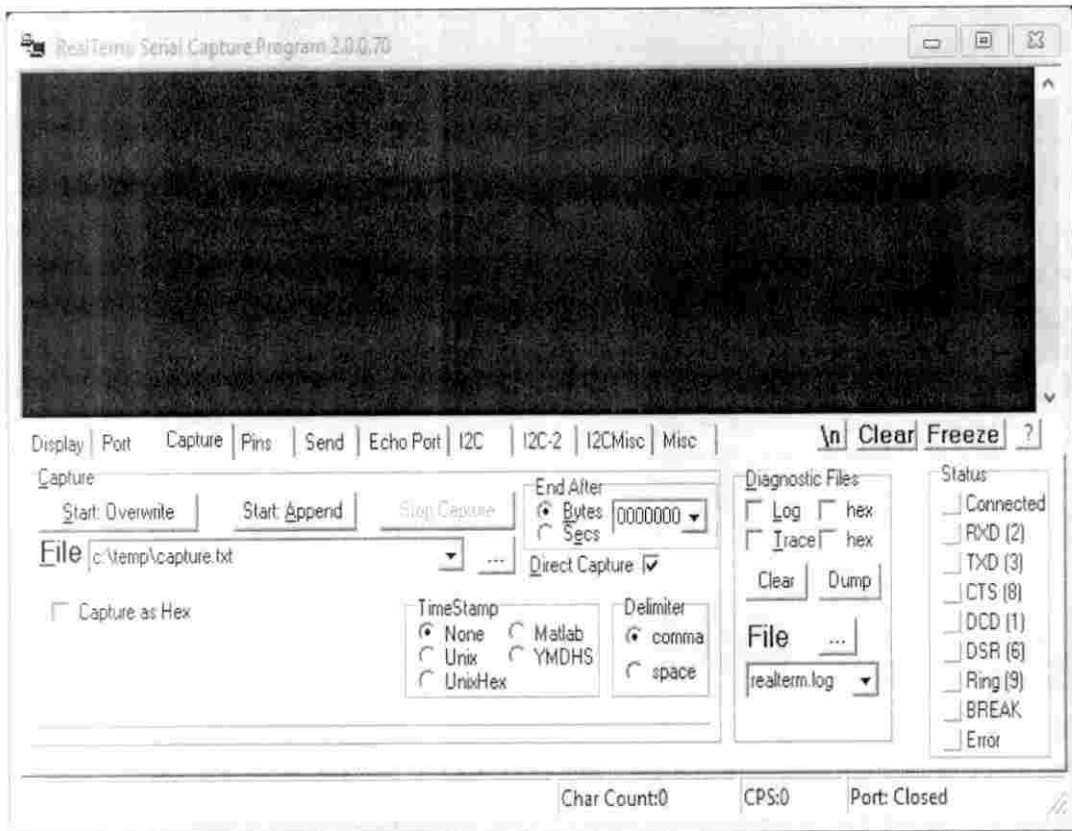 RealTerm: Serial Capture Program 2.0.0.70
Display Port Capture Pins Send Echo Port I2C I2C-2 I2CMisc Misc \n Clear Freeze ?
Capture
Start: Overwrite Start: Append Stop Capture
End After
Bytes
Secs
0000000
File c:\temp\capture.txt ...
Direct Capture
Capture as Hex
TimeStamp
None Matlab
Unix YMDHS
UnixHex
Delimiter
comma
space
Diagnostic Files
Log hex
Trace hex
Clear Dump
File ...
realterm.log
Status
Connected
RXD (2)
TXD (3)
CTS (8)
DCD (1)
DSR (6)
Ring (9)
BREAK
Error
Char Count:0 CPS:0 Port: Closed